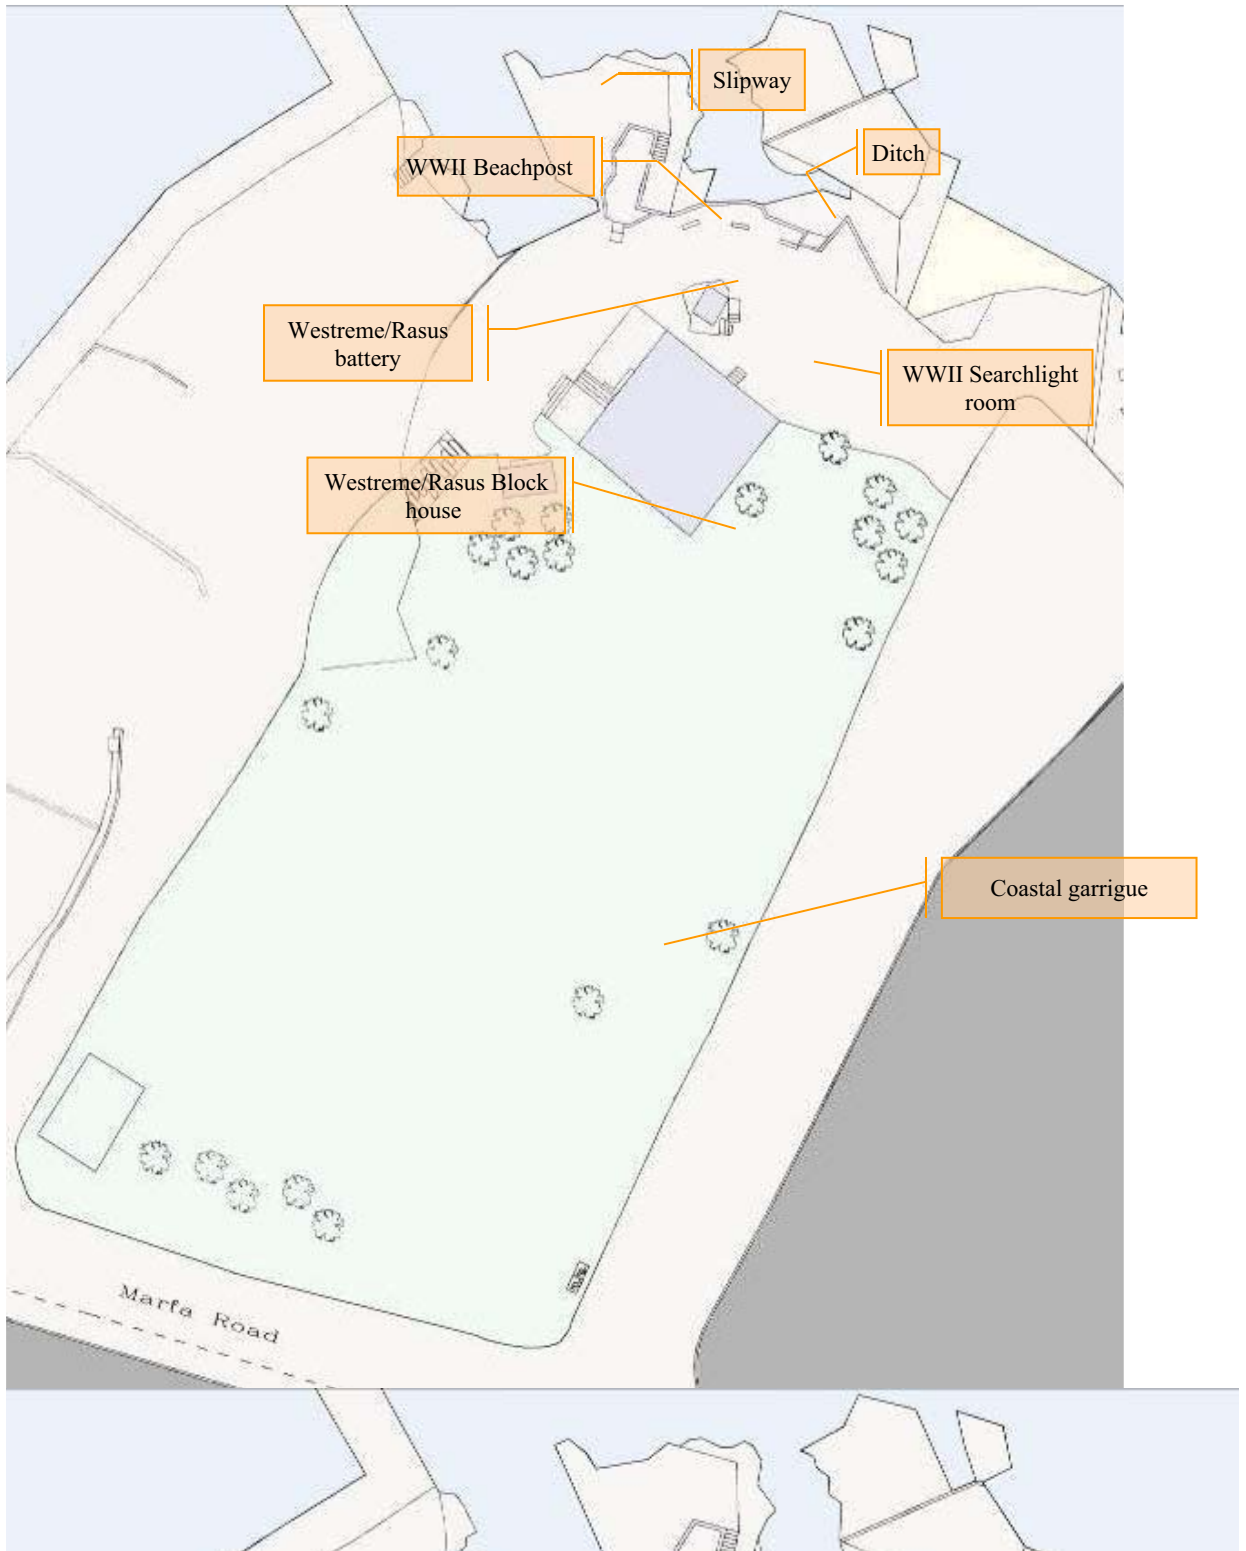 Slipway
WWII Beachpost
Ditch
Westreme/Rasus
battery
WWII Searchlight
room
Westreme/Rasus Block
house
Coastal garrigue
Marfa Road